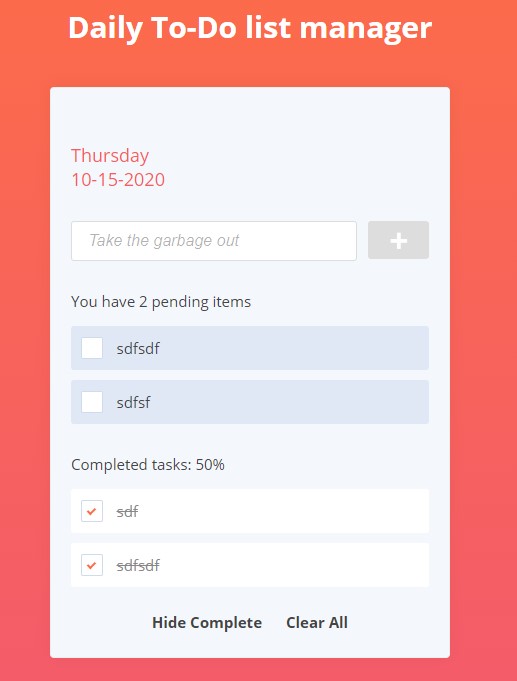 Daily To-Do list manager
Thursday
10-15-2020
Take the garbage out
You have 2 pending items
sdfsdf
sdfsf
Completed tasks: 50%
sdf
sdfsdf
Hide Complete Clear All